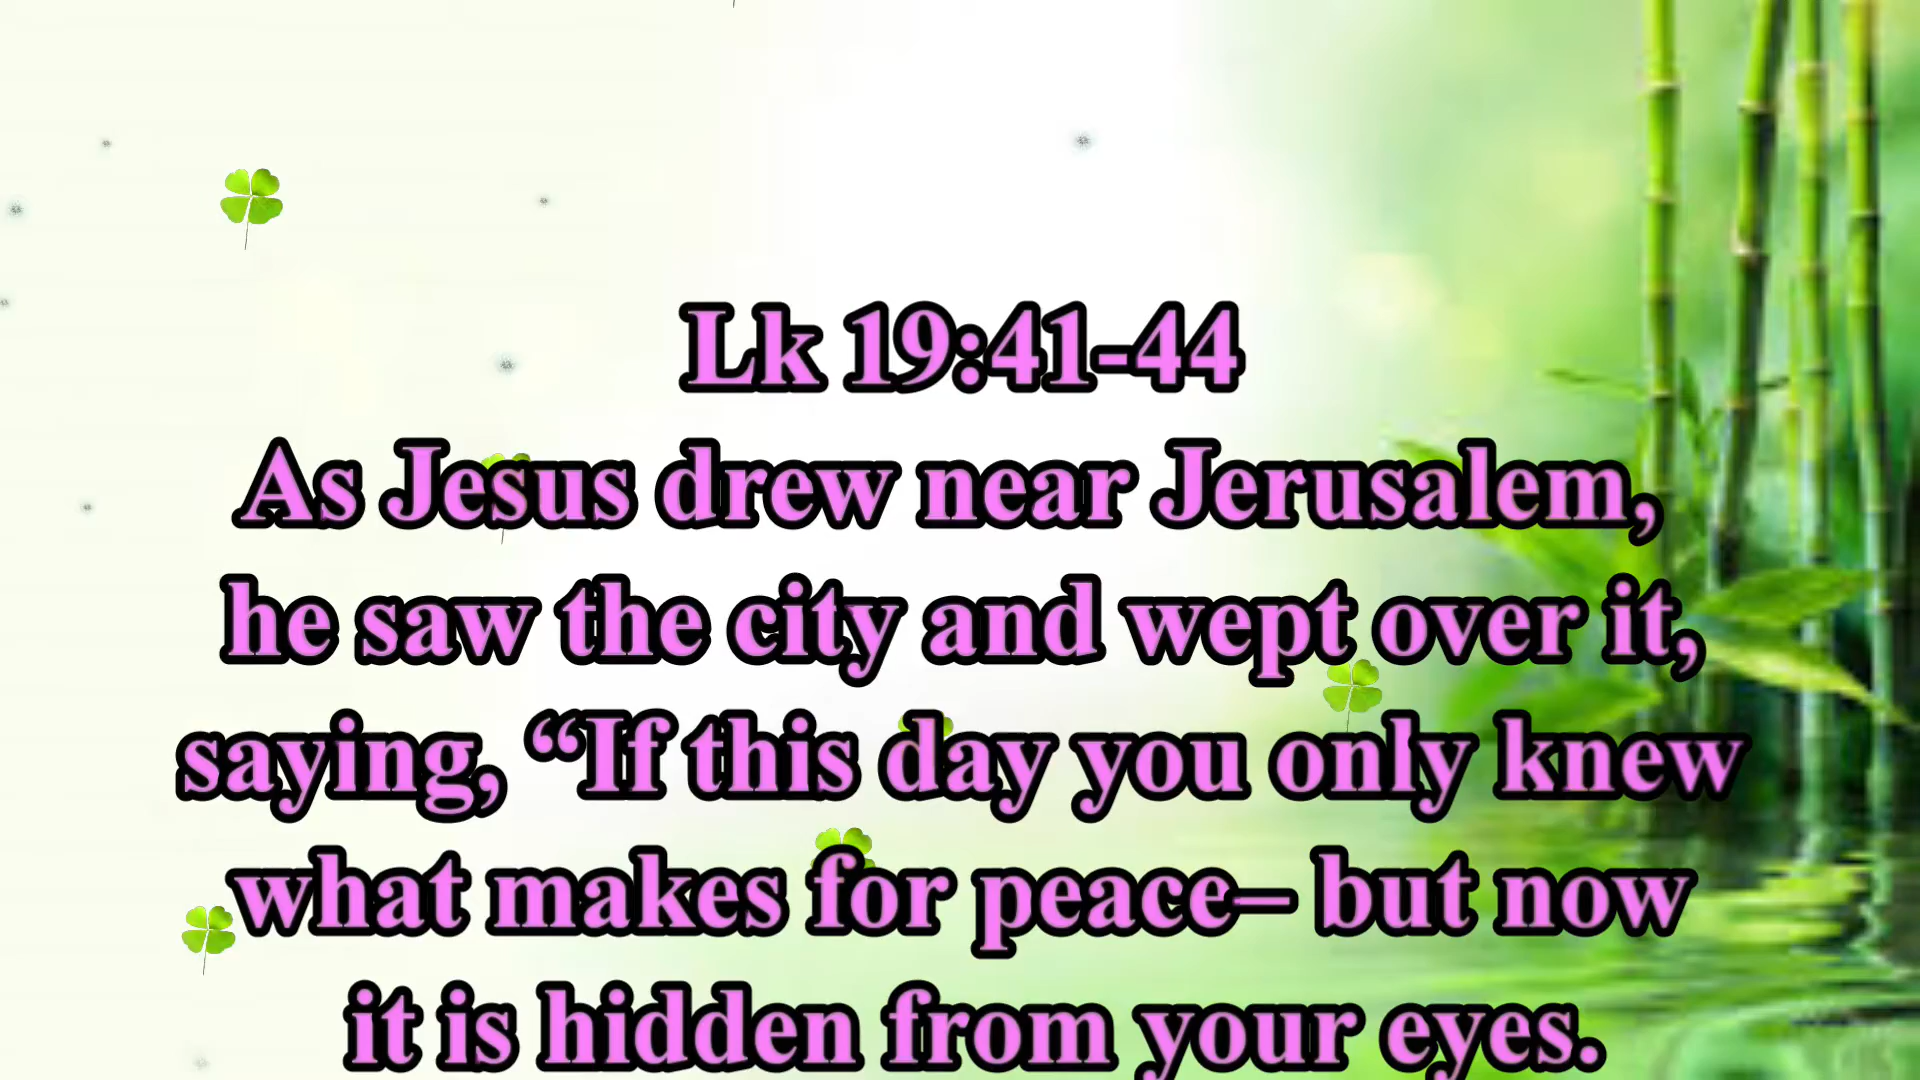 Lk 19:41-44
As Jesus drew near Jerusalem,
he saw the city and wept over it,
saying, “If this day you only knew
what makes for peace– but now
it is hidden from your eyes.